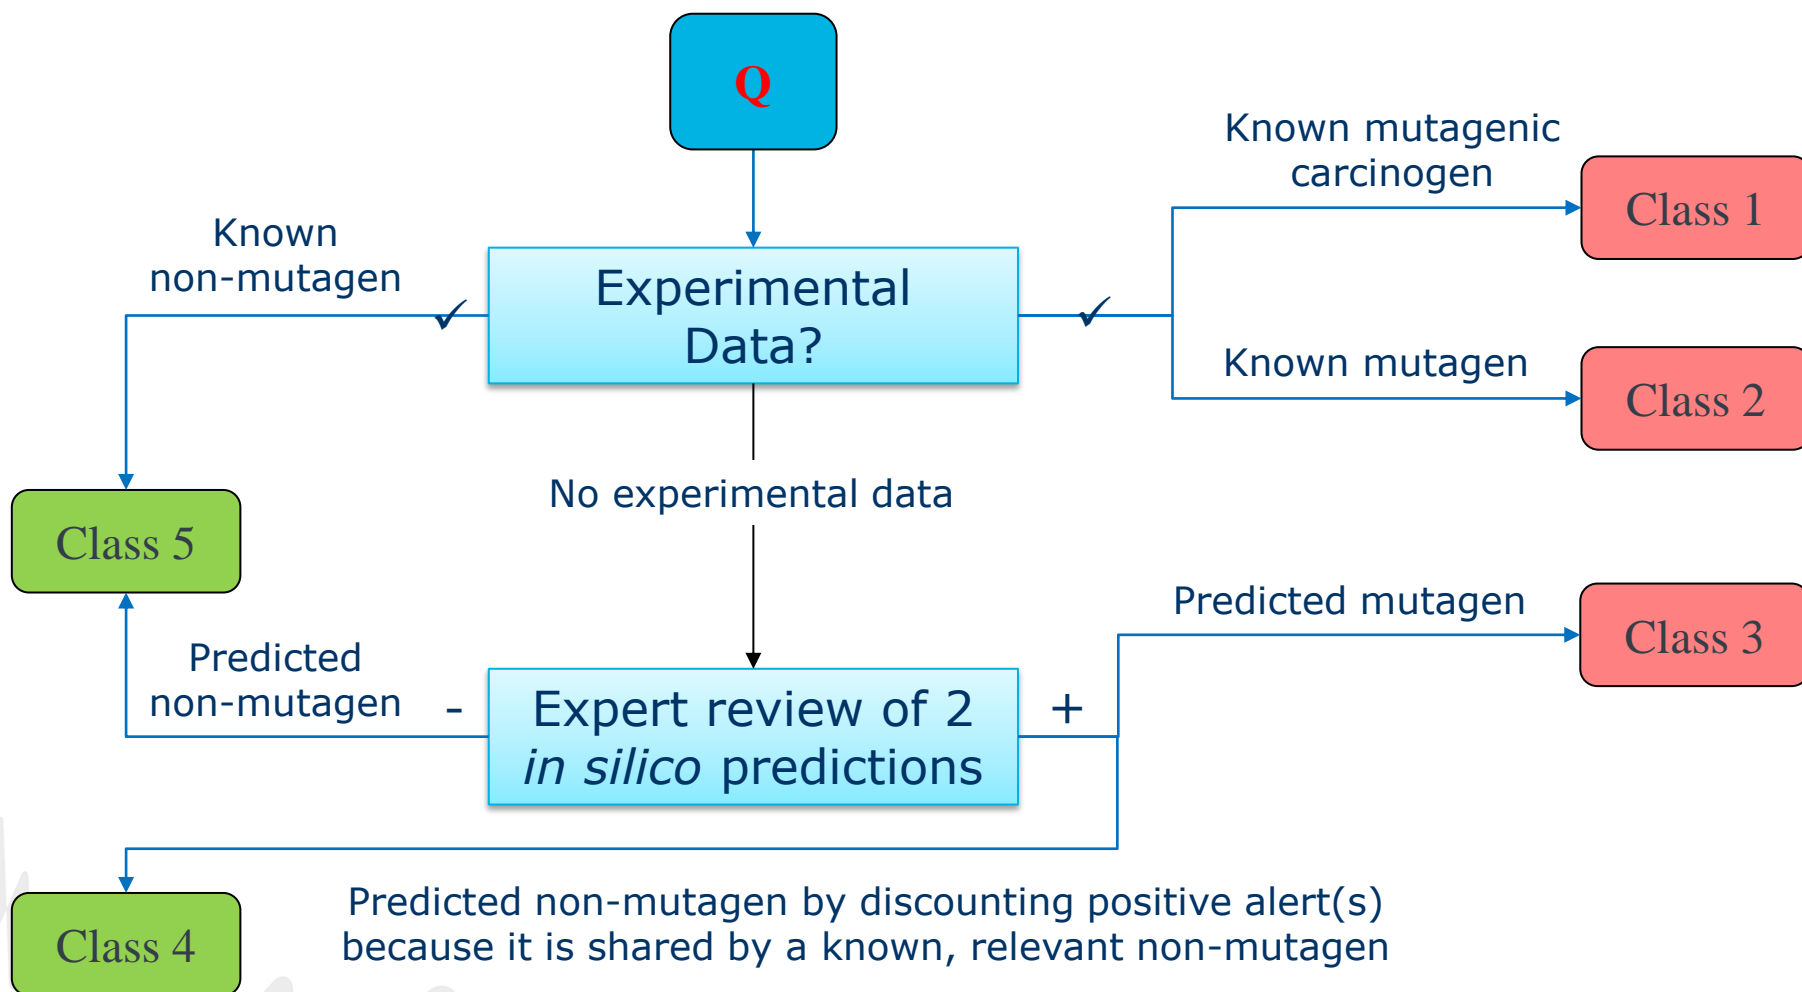 Q
Known mutagenic
carcinogen
Class 1
Known
non-mutagen
Experimental
Data?
Known mutagen
Class 2
No experimental data
Class 5
Predicted mutagen
Class 3
Predicted
non-mutagen
-
Expert review of 2
in silico predictions
+
Predicted non-mutagen by discounting positive alert(s)
because it is shared by a known, relevant non-mutagen
Class 4